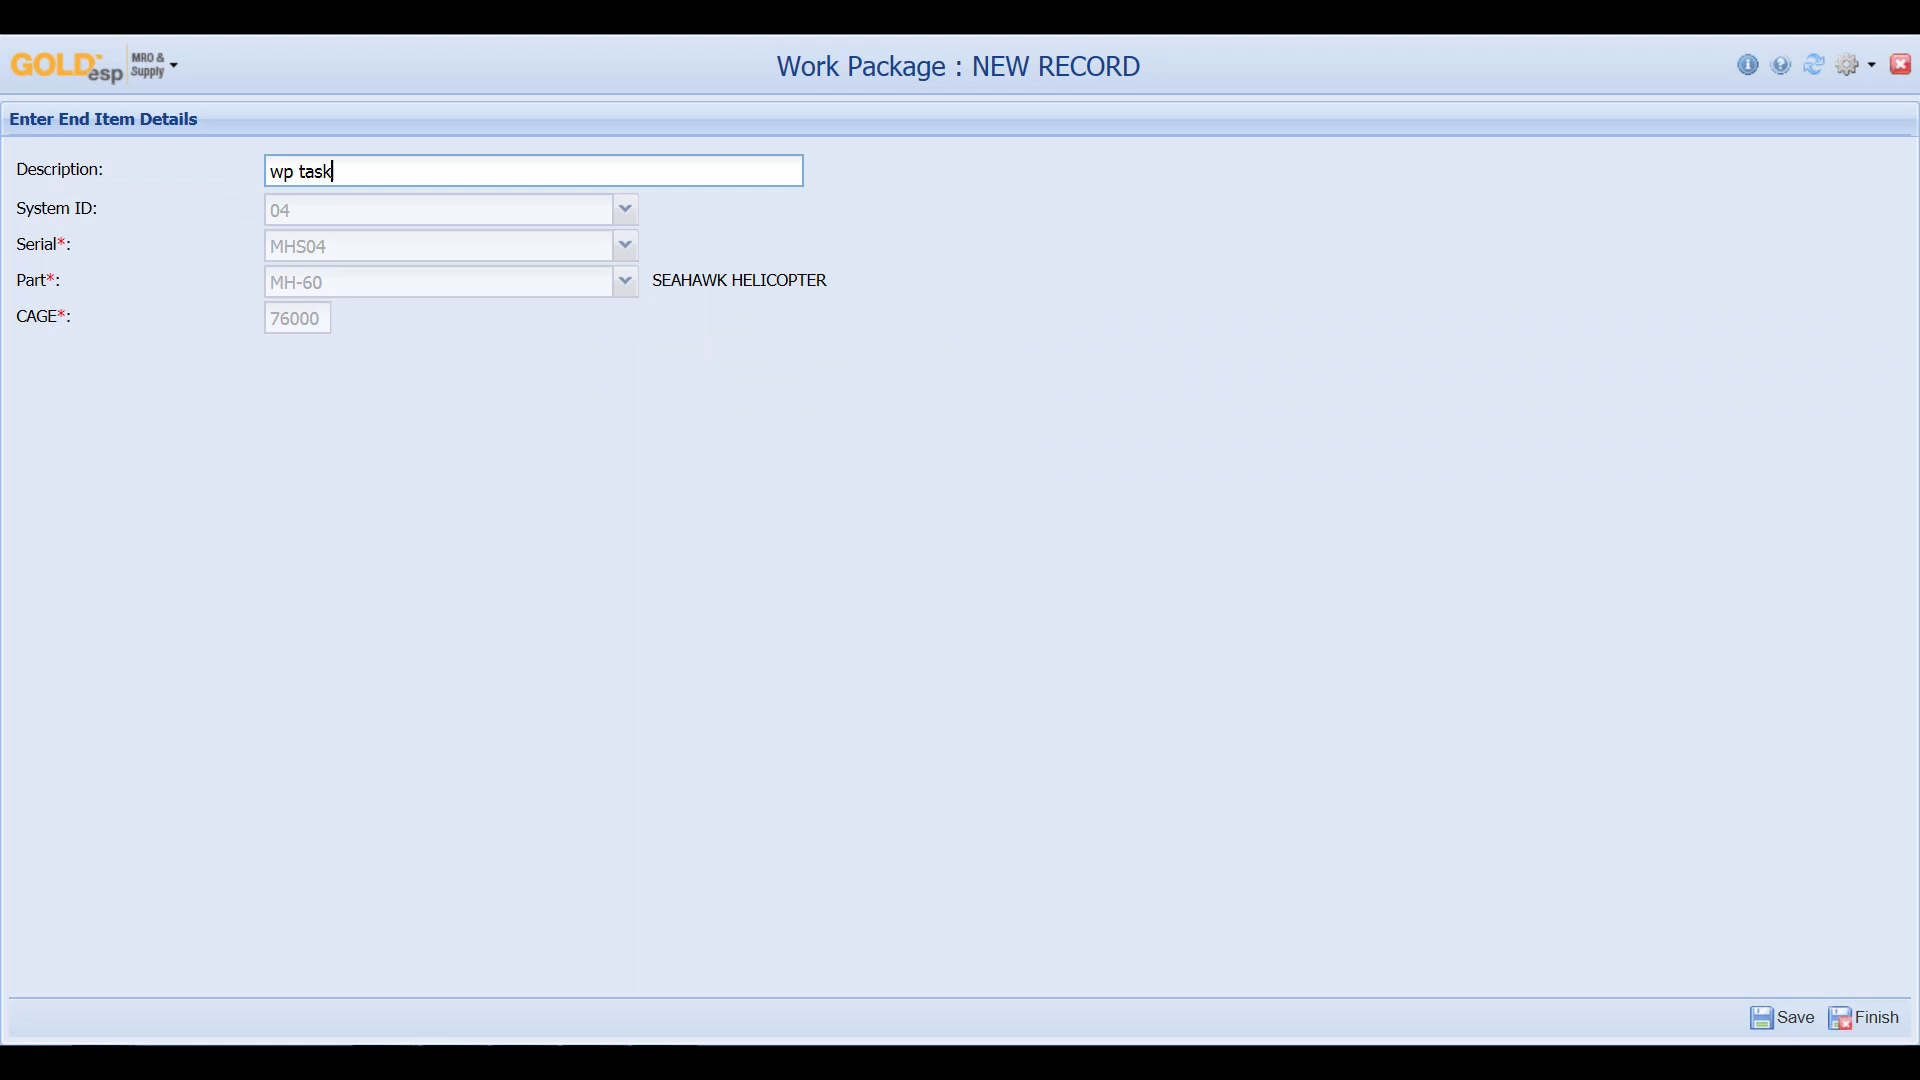 GOLDesp MRO & Supply
Work Package : NEW RECORD
Enter End Item Details
Description: wp task
System ID: 04
Serial*: MHS04
Part*: MH-60 SEAHAWK HELICOPTER
CAGE*: 76000
Save Finish